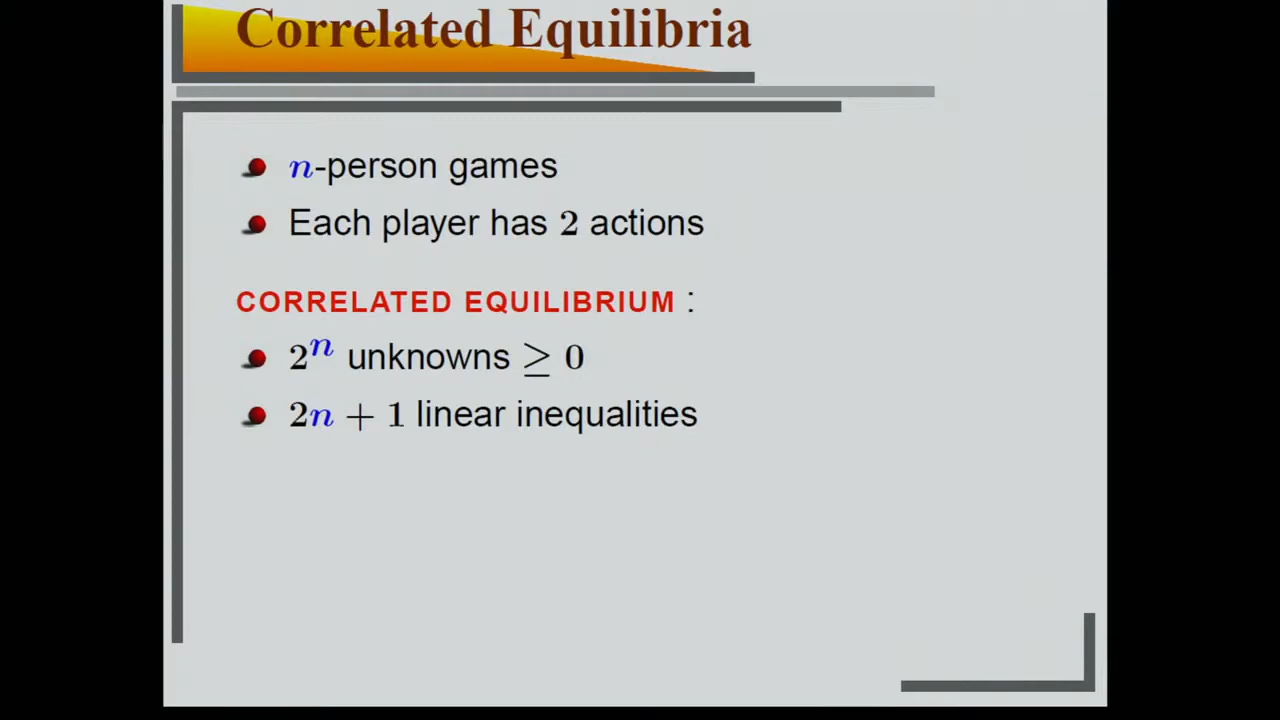 Correlated Equilibria
n-person games
Each player has 2 actions
CORRELATED EQUILIBRIUM :
2^n unknowns ≥ 0
2n + 1 linear inequalities